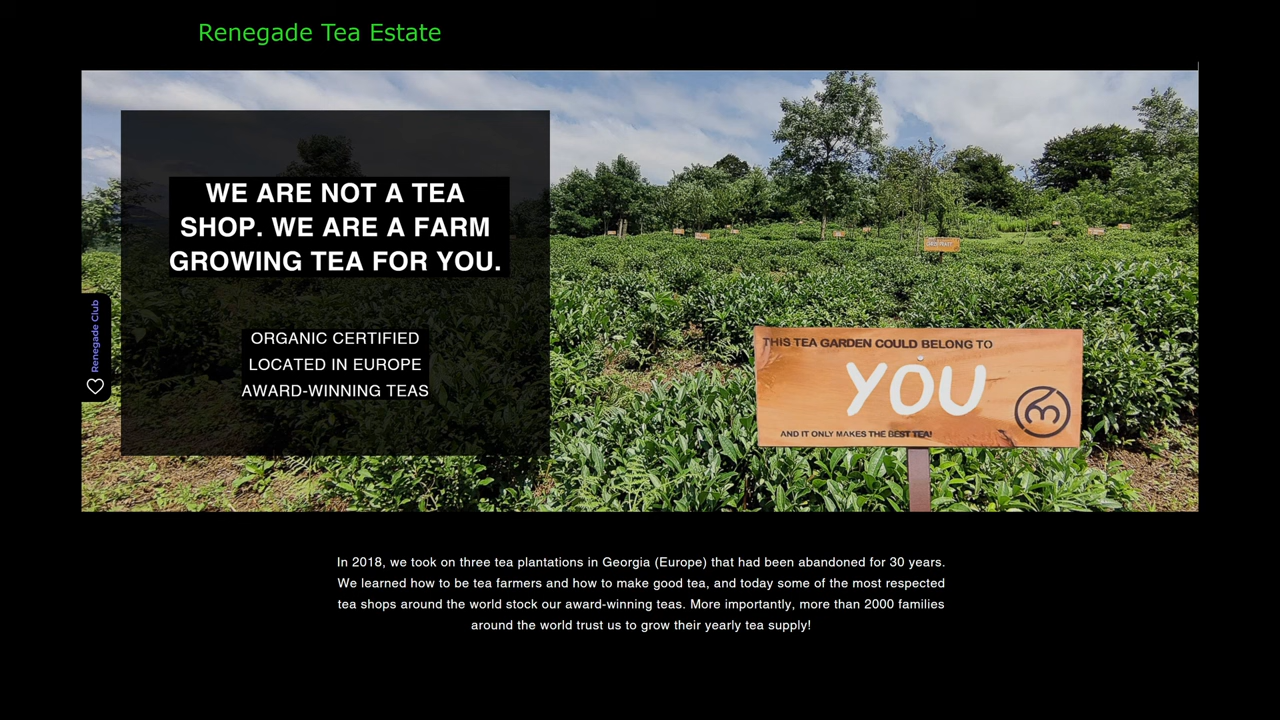 Renegade Tea Estate
WE ARE NOT A TEA
SHOP. WE ARE A FARM
GROWING TEA FOR YOU.
ORGANIC CERTIFIED
LOCATED IN EUROPE
AWARD-WINNING TEAS
Renegade Club
THIS TEA GARDEN COULD BELONG TO
YOU
AND IT ONLY MAKES THE BEST TEA!
In 2018, we took on three tea plantations in Georgia (Europe) that had been abandoned for 30 years.
We learned how to be tea farmers and how to make good tea, and today some of the most respected
tea shops around the world stock our award-winning teas. More importantly, more than 2000 families
around the world trust us to grow their yearly tea supply!